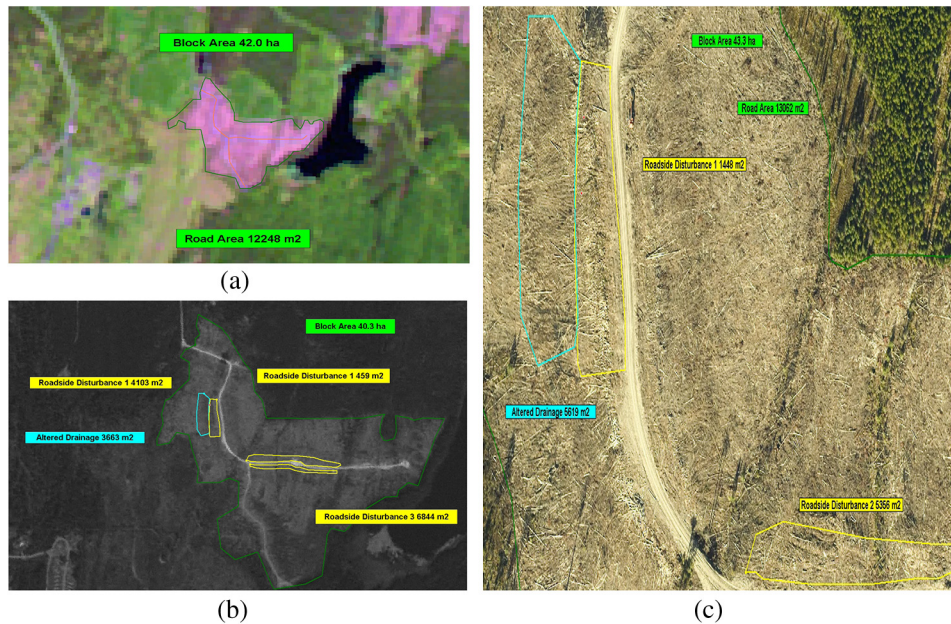 Block Area 42.0 ha
Road Area 12248 m2
(a)
Block Area 40.3 ha
Roadside Disturbance 1 4103 m2
Roadside Disturbance 1 459 m2
Altered Drainage 3663 m2
Roadside Disturbance 3 6844 m2
(b)
Block Area 43.3 ha
Road Area 13062 m2
Roadside Disturbance 1 1448 m2
Altered Drainage 5619 m2
Roadside Disturbance 2 5356 m2
(c)